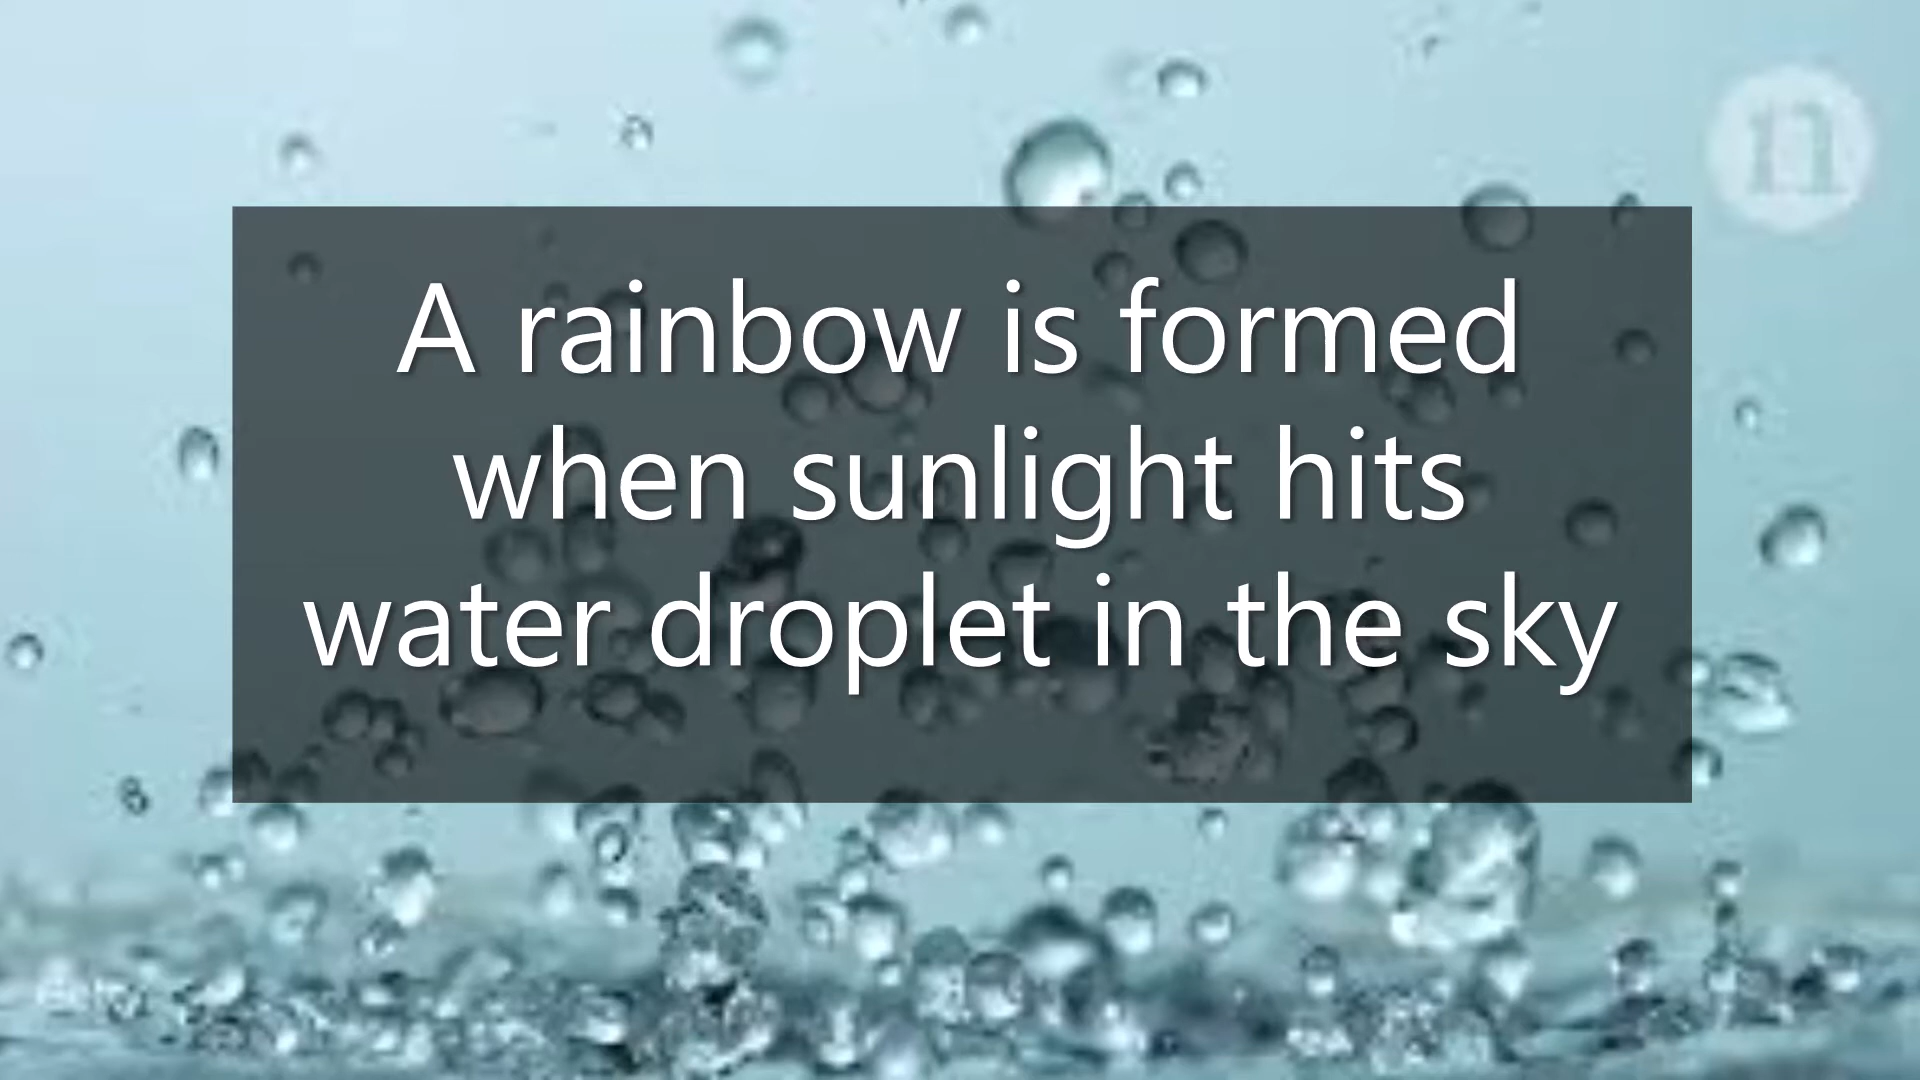 n
A rainbow is formed
when sunlight hits
water droplet in the sky